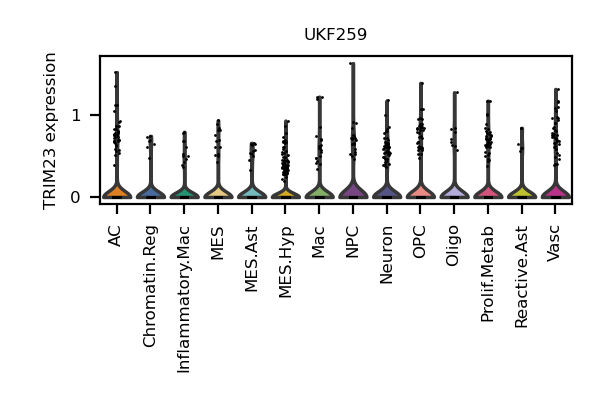 UKF259
TRIM23 expression
1
0
AC
Chromatin.Reg
Inflammatory.Mac
MES
MES.Ast
MES.Hyp
Mac
NPC
Neuron
OPC
Oligo
Prolif.Metab
Reactive.Ast
Vasc